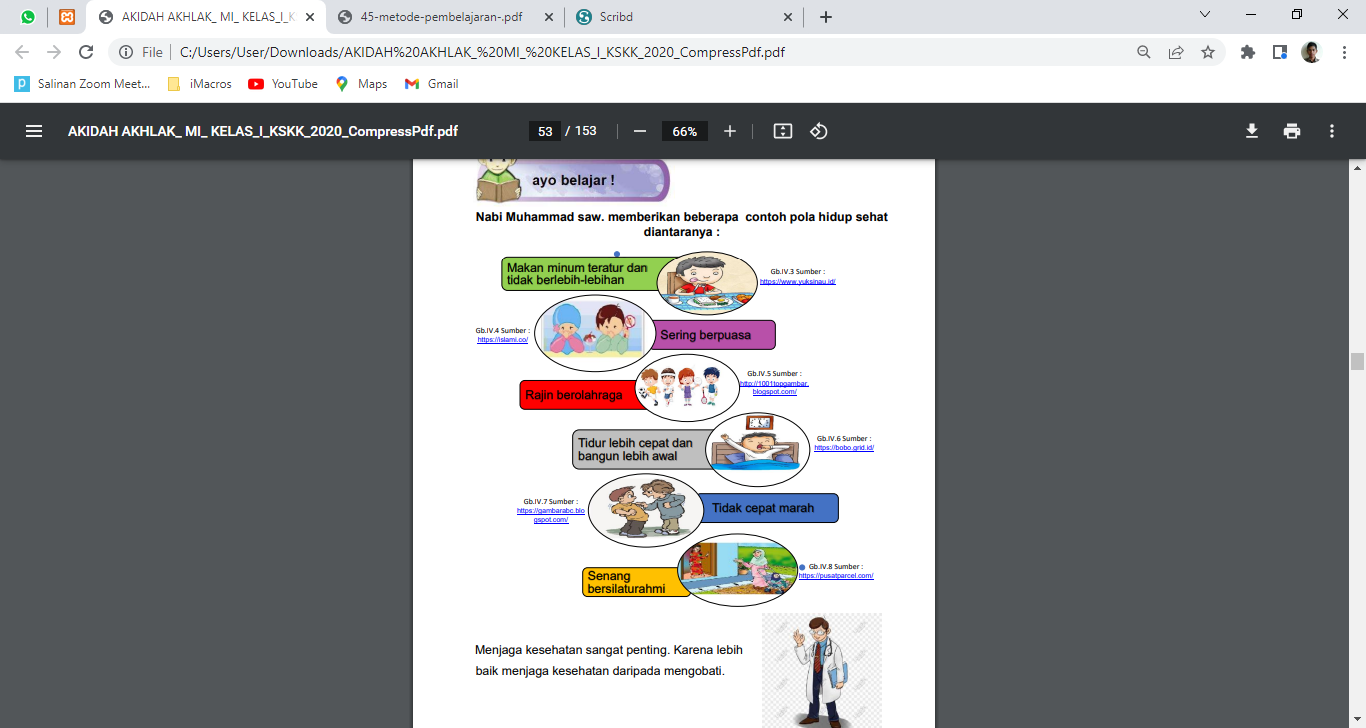 AKIDAH AKHLAK_ MI_ KELAS_I_K
45-metode-pembelajaran-.pdf
Scribd
File
C:/Users/User/Downloads/AKIDAH%20AKHLAK_%20MI_%20KELAS_I_KSKK_2020_CompressPdf.pdf
Salinan Zoom Meet...
iMacros
YouTube
Maps
Gmail
AKIDAH AKHLAK_ MI_ KELAS_I_KSKK_2020_CompressPdf.pdf
53 / 153
66%
ayo belajar !
Nabi Muhammad saw. memberikan beberapa contoh pola hidup sehat
diantaranya :
Makan minum teratur dan
tidak berlebih-lebihan
Gb.IV.3 Sumber :
https://www.yuksinau.id/
Gb.IV.4 Sumber :
https://islami.co/
Sering berpuasa
Rajin berolahraga
Gb.IV.5 Sumber :
http://1001topgambar.
blogspot.com/
Tidur lebih cepat dan
bangun lebih awal
Gb.IV.6 Sumber :
https://bobo.grid.id/
Gb.IV.7 Sumber :
https://gambarabc.blo
gspot.com/
Tidak cepat marah
Senang
bersilaturahmi
Gb.IV.8 Sumber :
https://pusatparcel.com/
Menjaga kesehatan sangat penting. Karena lebih
baik menjaga kesehatan daripada mengobati.